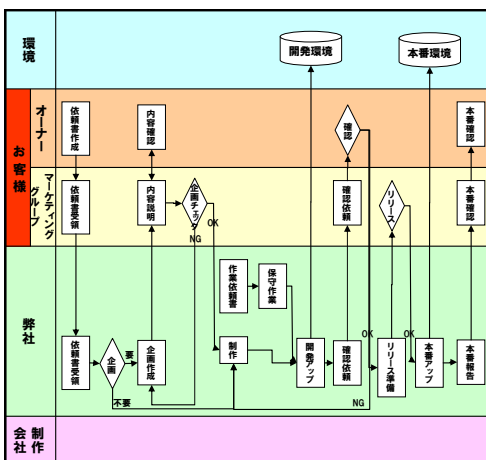 環境
開発環境
本番環境
お客様
オーナー
依頼書作成
内容確認
確認
本番確認
マーケティンググループ
依頼書受領
内容説明
企画チェック
NG
OK
確認依頼
リリース
本番確認
弊社
作業依頼書
保守作業
依頼書受領
企画
要
不要
企画作成
制作
開発アップ
確認依頼
OK
NG
リリース準備
OK
本番アップ
本番報告
制作会社